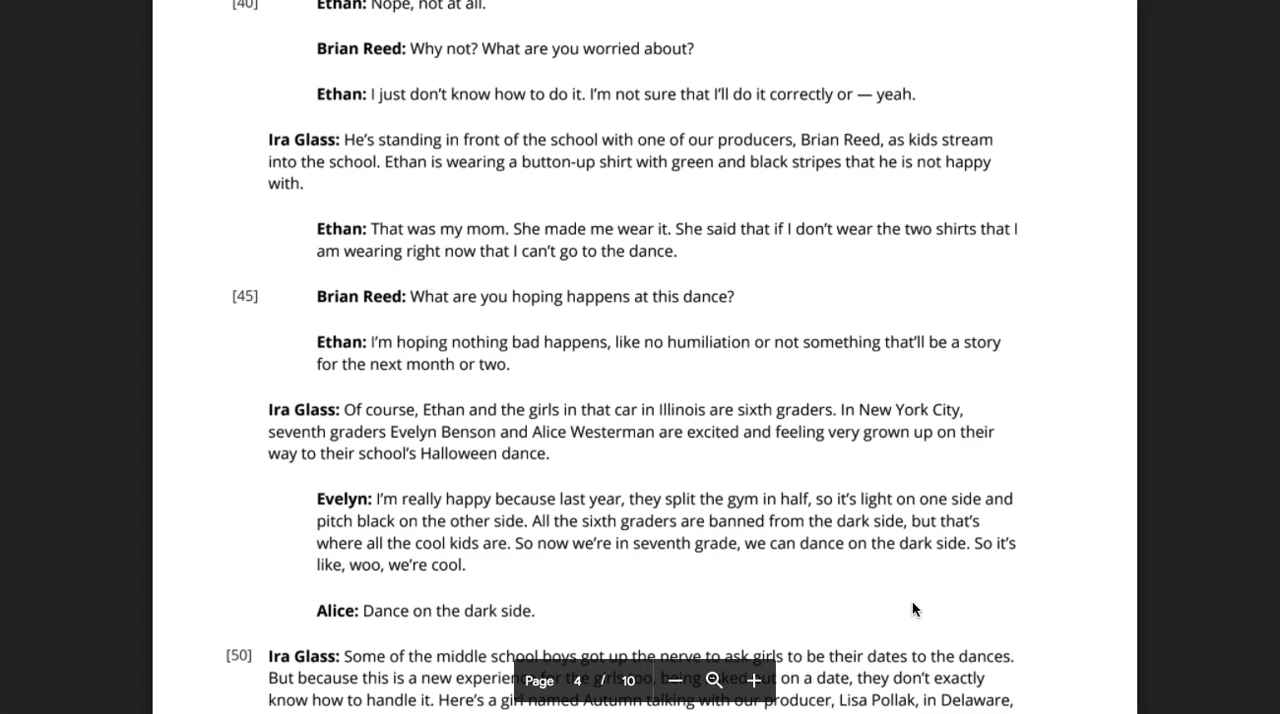 [40] Ethan: Nope, not at all.
Brian Reed: Why not? What are you worried about?
Ethan: I just don’t know how to do it. I’m not sure that I’ll do it correctly or — yeah.
Ira Glass: He’s standing in front of the school with one of our producers, Brian Reed, as kids stream
into the school. Ethan is wearing a button-up shirt with green and black stripes that he is not happy
with.
Ethan: That was my mom. She made me wear it. She said that if I don’t wear the two shirts that I
am wearing right now that I can’t go to the dance.
[45] Brian Reed: What are you hoping happens at this dance?
Ethan: I’m hoping nothing bad happens, like no humiliation or not something that’ll be a story
for the next month or two.
Ira Glass: Of course, Ethan and the girls in that car in Illinois are sixth graders. In New York City,
seventh graders Evelyn Benson and Alice Westerman are excited and feeling very grown up on their
way to their school’s Halloween dance.
Evelyn: I’m really happy because last year, they split the gym in half, so it’s light on one side and
pitch black on the other side. All the sixth graders are banned from the dark side, but that’s
where all the cool kids are. So now we’re in seventh grade, we can dance on the dark side. So it’s
like, woo, we’re cool.
Alice: Dance on the dark side.
[50] Ira Glass: Some of the middle school boys got up the nerve to ask girls to be their dates to the dances.
But because this is a new experience for the girls too, being asked out on a date, they don’t exactly
know how to handle it. Here’s a girl named Autumn talking with our producer, Lisa Pollak, in Delaware,
Page 4 / 10